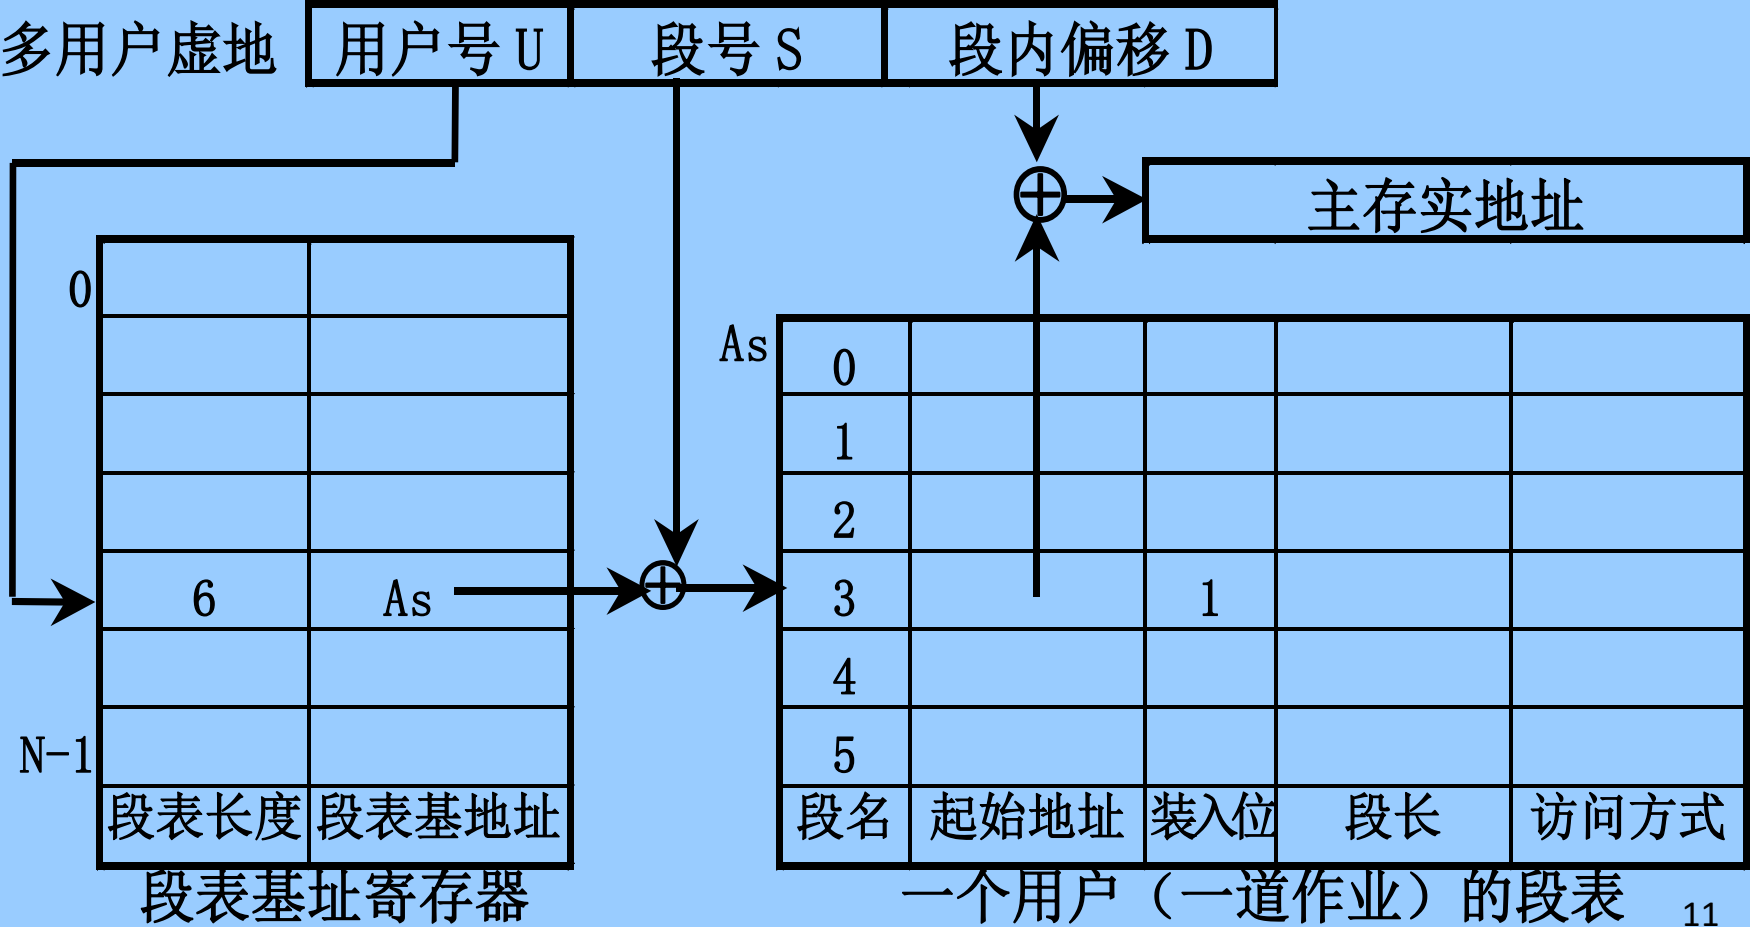 多用户虚地 用户号 U 段号 S 段内偏移 D
主存实地址
0
As 0
1
2
6 As 3 1
4
N-1 5
段表长度 段表基地址 段名 起始地址 装入位 段长 访问方式
段表基址寄存器 一个用户（一道作业）的段表
11